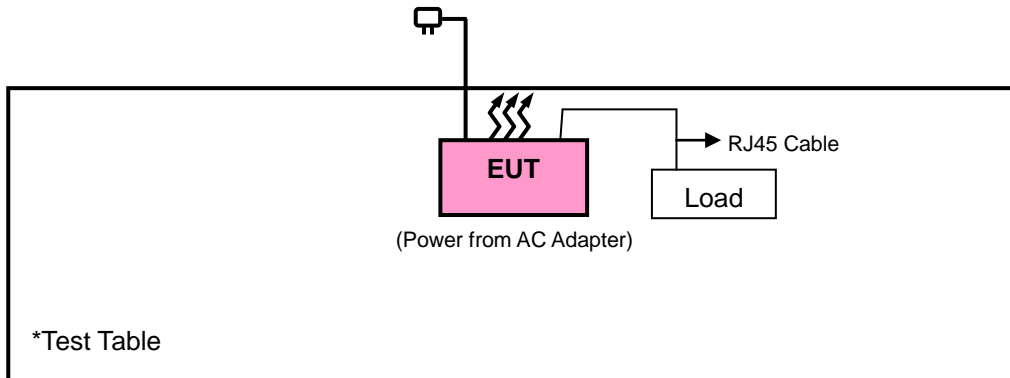 RJ45 Cable
EUT
Load
(Power from AC Adapter)
*Test Table